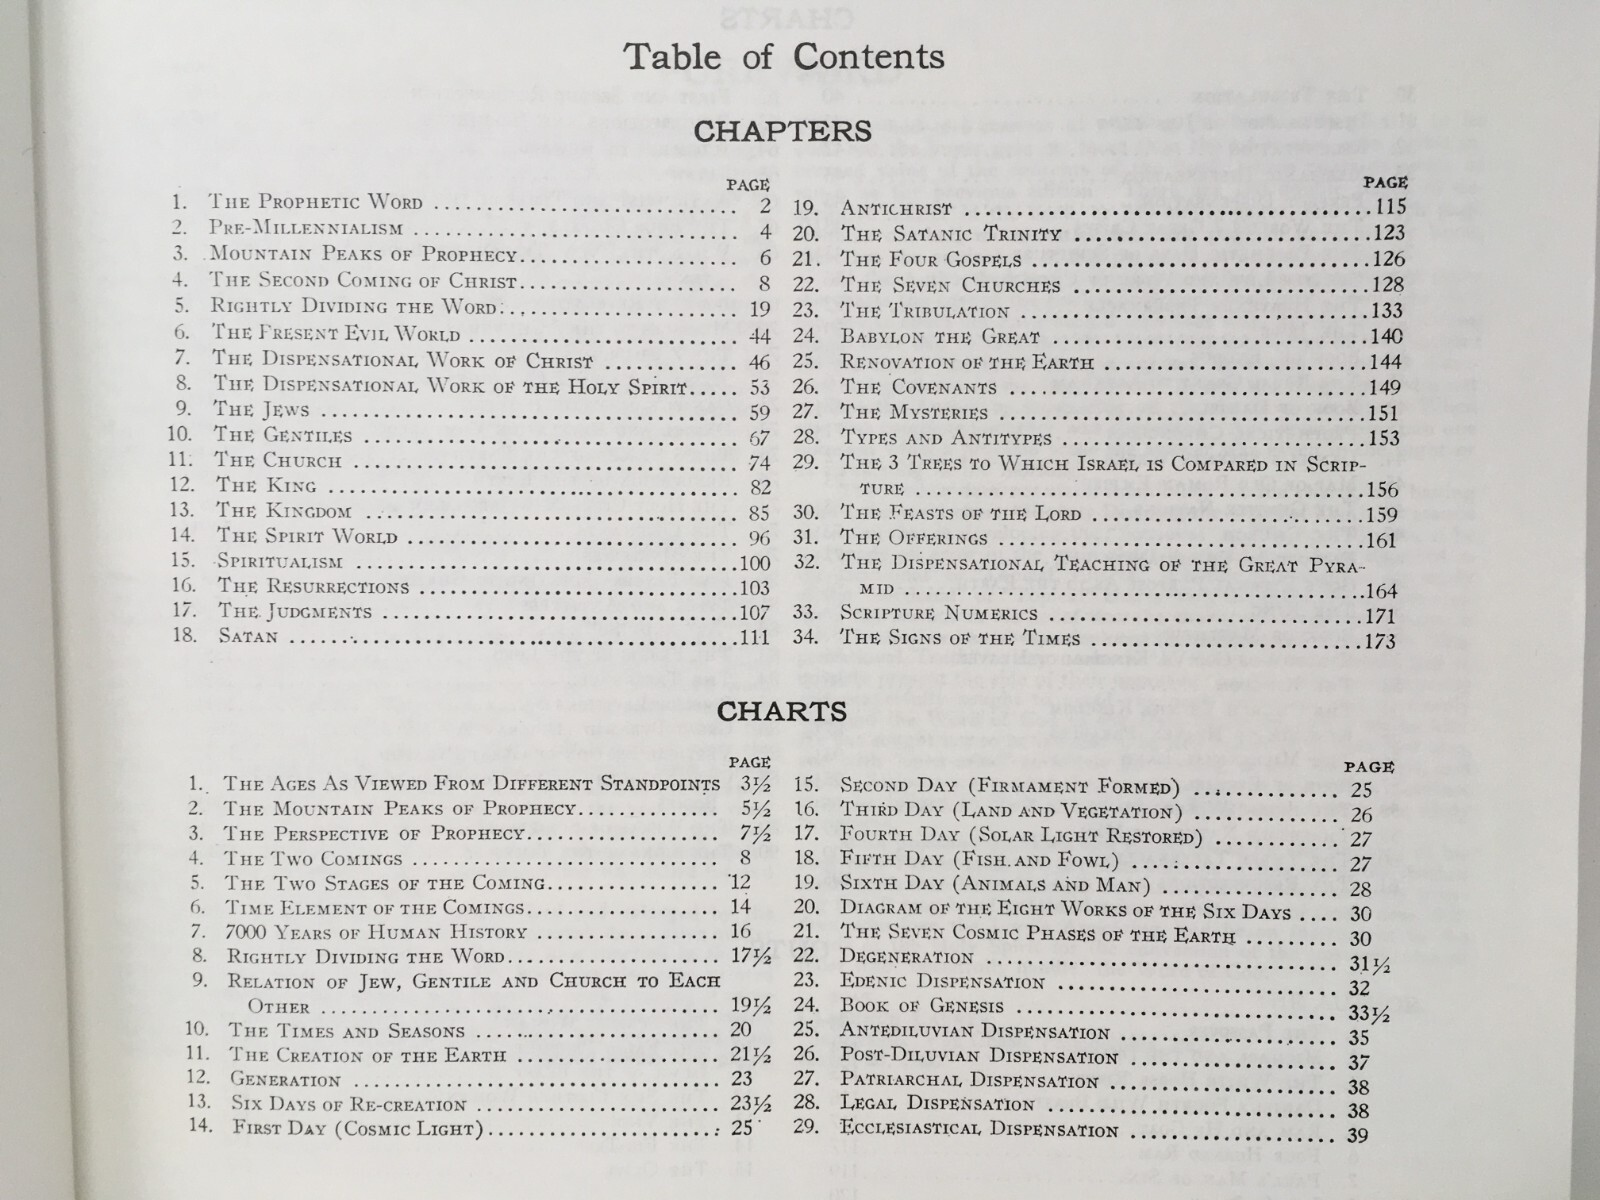 Table of Contents
CHAPTERS
PAGE
1. THE PROPHETIC WORD ........ 2
2. PRE-MILLENNIALISM ........ 4
3. MOUNTAIN PEAKS OF PROPHECY ........ 6
4. THE SECOND COMING OF CHRIST ........ 8
5. RIGHTLY DIVIDING THE WORD ........ 19
6. THE PRESENT EVIL WORLD ........ 44
7. THE DISPENSATIONAL WORK OF CHRIST ........ 46
8. THE DISPENSATIONAL WORK OF THE HOLY SPIRIT ..... 53
9. THE JEWS ........ 59
10. THE GENTILES ........ 67
11. THE CHURCH ........ 74
12. THE KING ........ 82
13. THE KINGDOM ........ 85
14. THE SPIRIT WORLD ........ 96
15. SPIRITUALISM ........ 100
16. THE RESURRECTIONS ........ 103
17. THE JUDGMENTS ........ 107
18. SATAN ........ 111
PAGE
19. ANTICHRIST ........ 115
20. THE SATANIC TRINITY ........ 123
21. THE FOUR GOSPELS ........ 126
22. THE SEVEN CHURCHES ........ 128
23. THE TRIBULATION ........ 133
24. BABYLON THE GREAT ........ 140
25. RENOVATION OF THE EARTH ........ 144
26. THE COVENANTS ........ 149
27. THE MYSTERIES ........ 151
28. TYPES AND ANTITYPES ........ 153
29. THE 3 TREES TO WHICH ISRAEL IS COMPARED IN SCRIP-
TURE ........ 156
30. THE FEASTS OF THE LORD ........ 159
31. THE OFFERINGS ........ 161
32. THE DISPENSATIONAL TEACHING OF THE GREAT PYRA-
MID ........ 164
33. SCRIPTURE NUMERICS ........ 171
34. THE SIGNS OF THE TIMES ........ 173
CHARTS
PAGE
1. THE AGES AS VIEWED FROM DIFFERENT STANDPOINTS 3½
2. THE MOUNTAIN PEAKS OF PROPHECY ........ 5½
3. THE PERSPECTIVE OF PROPHECY ........ 7½
4. THE TWO COMINGS ........ 8
5. THE TWO STAGES OF THE COMING ........ 12
6. TIME ELEMENT OF THE COMINGS ........ 14
7. 7000 YEARS OF HUMAN HISTORY ........ 16
8. RIGHTLY DIVIDING THE WORD ........ 17½
9. RELATION OF JEW, GENTILE AND CHURCH TO EACH
OTHER ........ 19½
10. THE TIMES AND SEASONS ........ 20
11. THE CREATION OF THE EARTH ........ 21½
12. GENERATION ........ 23
13. SIX DAYS OF RE-CREATION ........ 23½
14. FIRST DAY (COSMIC LIGHT) ........ 25
PAGE
15. SECOND DAY (FIRMAMENT FORMED) ........ 25
16. THIRD DAY (LAND AND VEGETATION) ........ 26
17. FOURTH DAY (SOLAR LIGHT RESTORED) ........ 27
18. FIFTH DAY (FISH AND FOWL) ........ 27
19. SIXTH DAY (ANIMALS AND MAN) ........ 28
20. DIAGRAM OF THE EIGHT WORKS OF THE SIX DAYS .... 30
21. THE SEVEN COSMIC PHASES OF THE EARTH ........ 30
22. DEGENERATION ........ 31½
23. EDENIC DISPENSATION ........ 32
24. BOOK OF GENESIS ........ 33½
25. ANTEDILUVIAN DISPENSATION ........ 35
26. POST-DILUVIAN DISPENSATION ........ 37
27. PATRIARCHAL DISPENSATION ........ 38
28. LEGAL DISPENSATION ........ 38
29. ECCLESIASTICAL DISPENSATION ........ 39